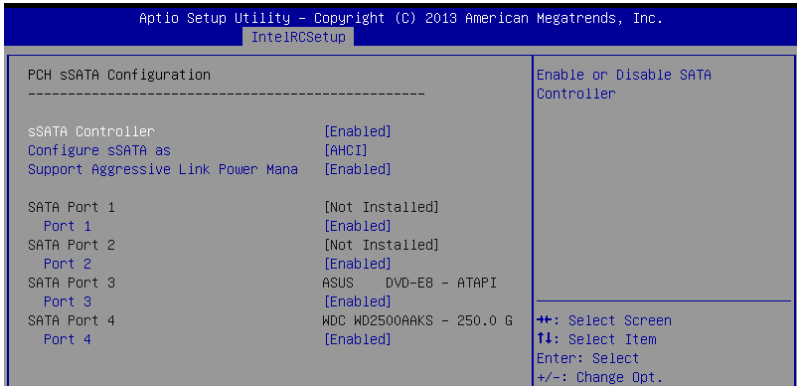 Aptio Setup Utility – Copyright (C) 2013 American Megatrends, Inc.
IntelRCSetup
PCH sSATA Configuration
--------------------------------------------------
sSATA Controller [Enabled]
Configure sSATA as [AHCI]
Support Aggressive Link Power Mana [Enabled]
SATA Port 1 [Not Installed]
Port 1 [Enabled]
SATA Port 2 [Not Installed]
Port 2 [Enabled]
SATA Port 3 ASUS DVD-E8 - ATAPI
Port 3 [Enabled]
SATA Port 4 WDC WD2500AAKS - 250.0 G
Port 4 [Enabled]
Enable or Disable SATA
Controller
→←: Select Screen
↑↓: Select Item
Enter: Select
+/-: Change Opt.